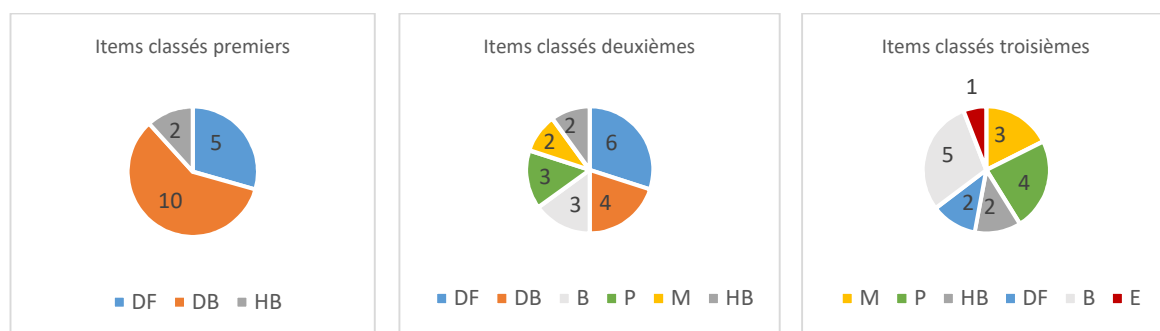 Items classés premiers
2
5
10
DF DB HB
Items classés deuxièmes
2
6
2
3
3
4
DF DB B P M HB
Items classés troisièmes
1
3
5
4
2
2
M P HB DF B E